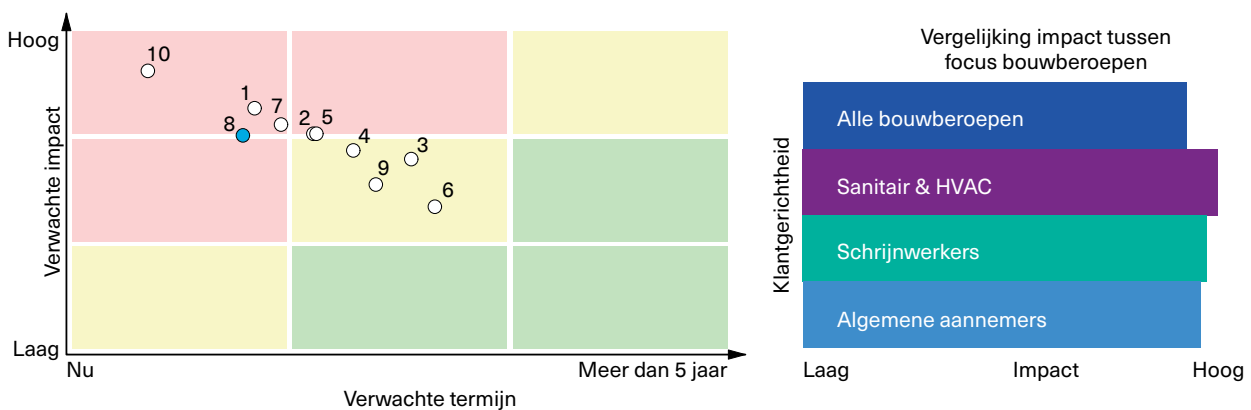 Hoog
10
1
7
8
2
5
4
3
9
6
Verwachte impact
Laag
Nu
Meer dan 5 jaar
Verwachte termijn
Vergelijking impact tussen
focus bouwberoepen
Alle bouwberoepen
Sanitair & HVAC
Schrijnwerkers
Algemene aannemers
Klantgerichtheid
Laag
Impact
Hoog